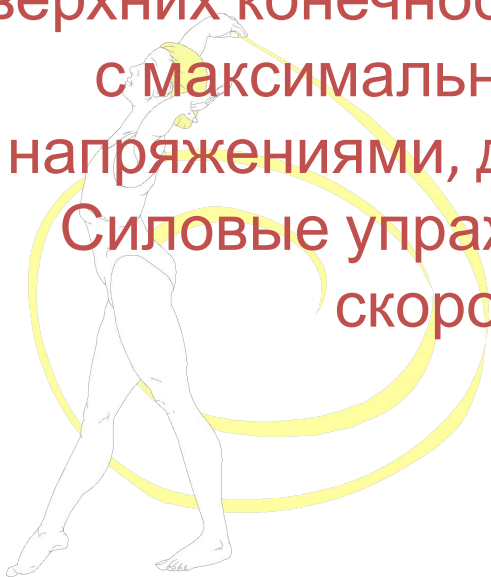 верхних конечнос
с максимальн
напряжениями, д
Силовые упраж
скоро